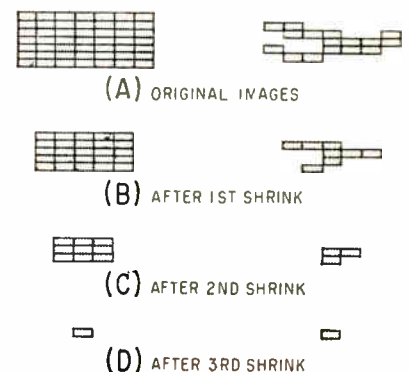 (A) ORIGINAL IMAGES
(B) AFTER 1ST SHRINK
(C) AFTER 2ND SHRINK
(D) AFTER 3RD SHRINK